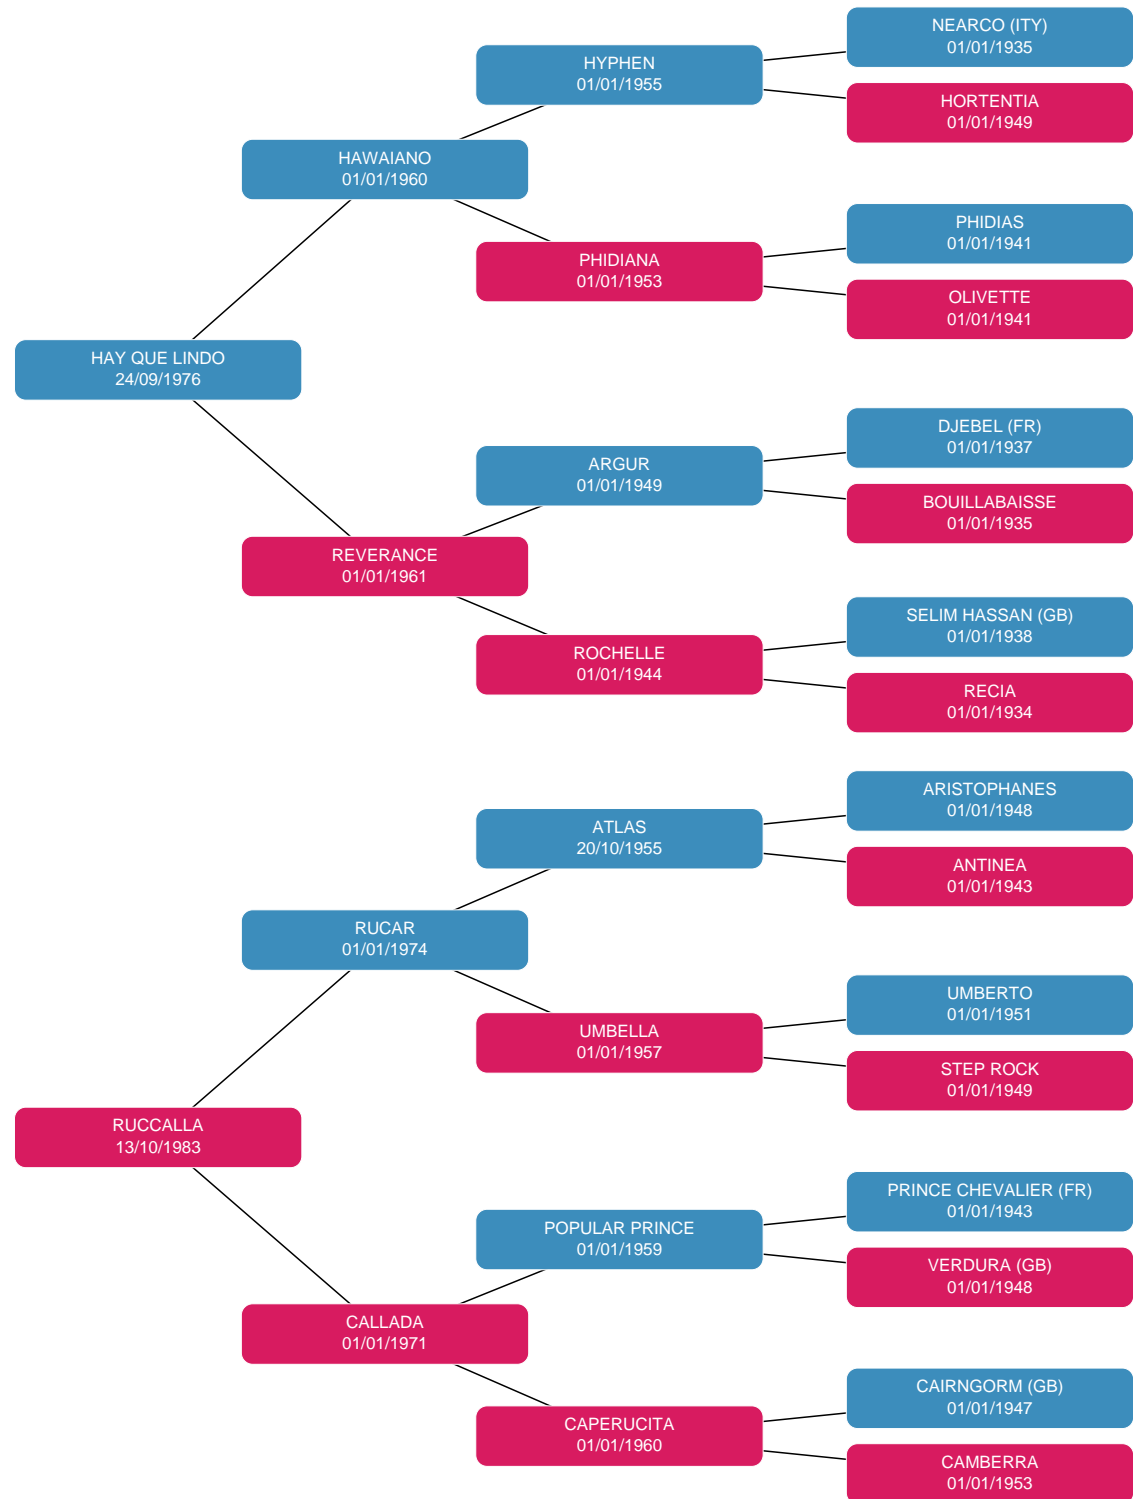 NEARCO (ITY)
01/01/1935
HYPHEN
01/01/1955
HORTENTIA
01/01/1949
HAWAIANO
01/01/1960
PHIDIAS
01/01/1941
PHIDIANA
01/01/1953
OLIVETTE
01/01/1941
HAY QUE LINDO
24/09/1976
DJEBEL (FR)
01/01/1937
ARGUR
01/01/1949
BOUILLABAISSE
01/01/1935
REVERANCE
01/01/1961
SELIM HASSAN (GB)
01/01/1938
ROCHELLE
01/01/1944
RECIA
01/01/1934
ARISTOPHANES
01/01/1948
ATLAS
20/10/1955
ANTINEA
01/01/1943
RUCAR
01/01/1974
UMBERTO
01/01/1951
UMBELLA
01/01/1957
STEP ROCK
01/01/1949
RUCCALLA
13/10/1983
PRINCE CHEVALIER (FR)
01/01/1943
POPULAR PRINCE
01/01/1959
VERDURA (GB)
01/01/1948
CALLADA
01/01/1971
CAIRNGORM (GB)
01/01/1947
CAPERUCITA
01/01/1960
CAMBERRA
01/01/1953